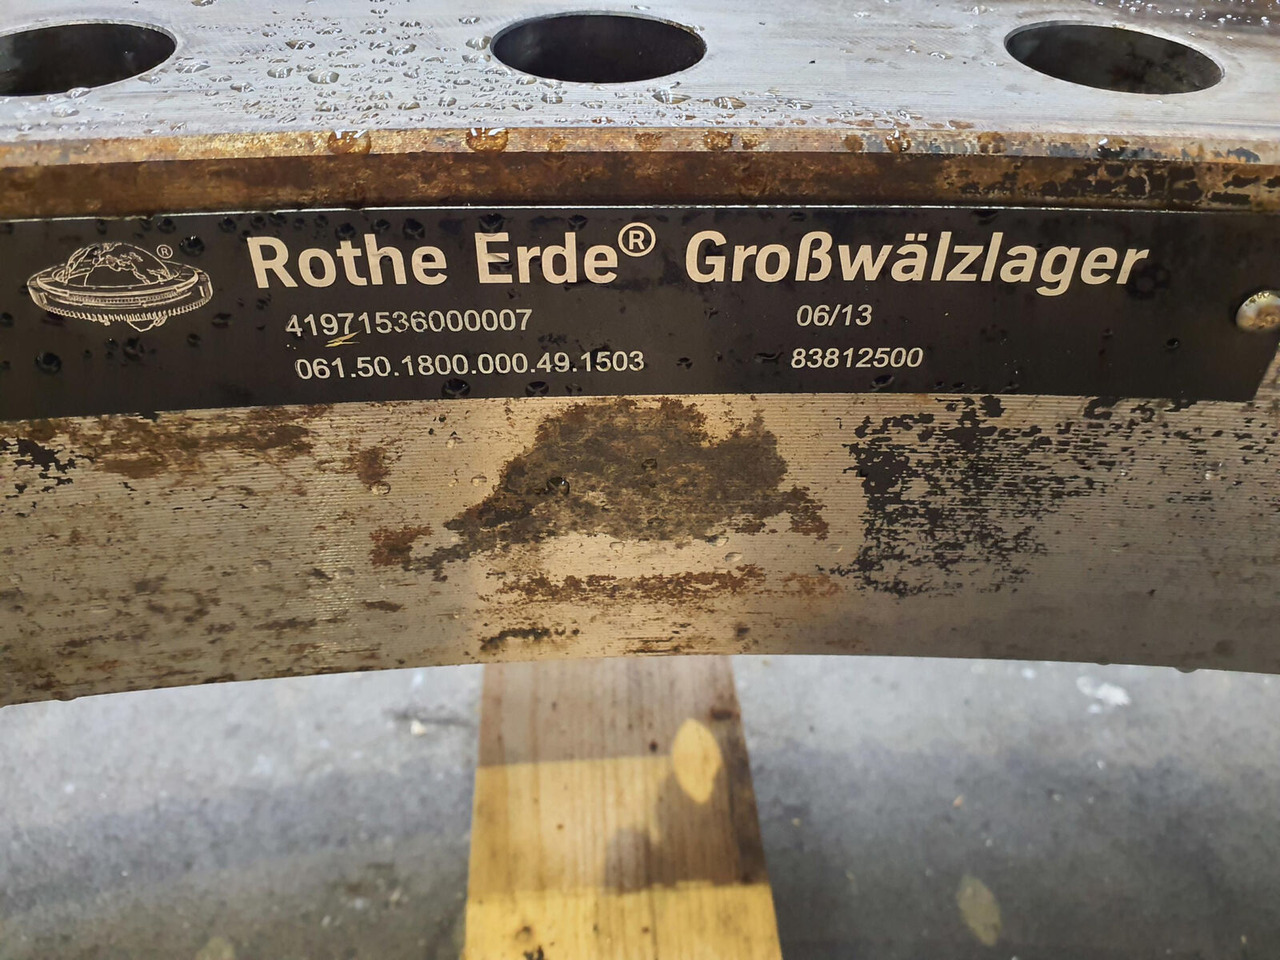 Rothe Erde® Großwälzlager
41971536000007 06/13
061.50.1800.000.49.1503 83812500